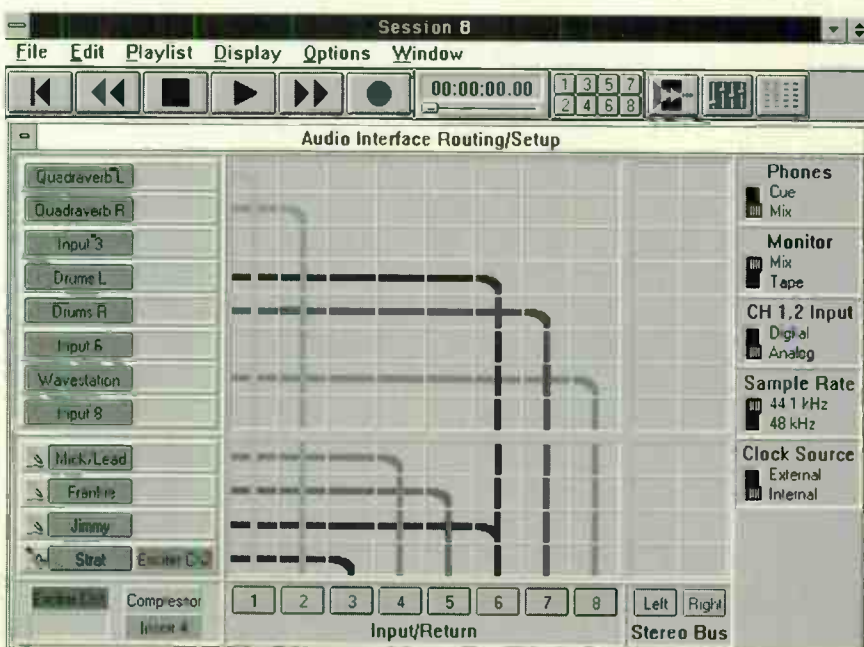 Session 8
File Edit Playlist Display Options Window
00:00:00.00
1 3 5 7
2 4 6 8
Audio Interface Routing/Setup
Quadraverb L
Quadraverb R
Input 3
Drums L
Drums R
Input 6
Wavestation
Input 8
Mick/Lead
Frankie
Jimmy
Strat
Compressor
1 2 3 4 5 6 7 8
Input/Return
Left Right
Stereo Bus
Phones
Cue
Mix
Monitor
Mix
Tape
CH 1,2 Input
Digital
Analog
Sample Rate
44.1 kHz
48 kHz
Clock Source
External
Internal